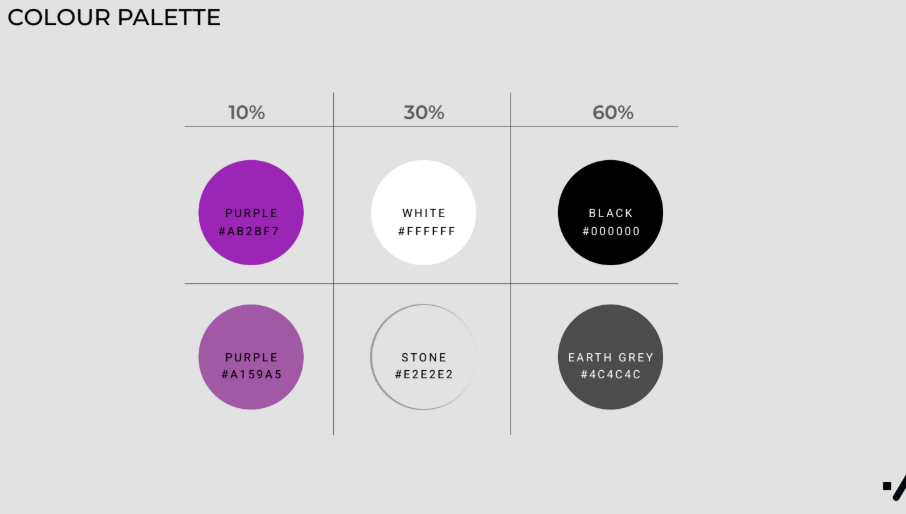 COLOUR PALETTE
10% 30% 60%
PURPLE
#AB2BF7
WHITE
#FFFFFF
BLACK
#000000
PURPLE
#A159A5
STONE
#E2E2E2
EARTH GREY
#4C4C4C